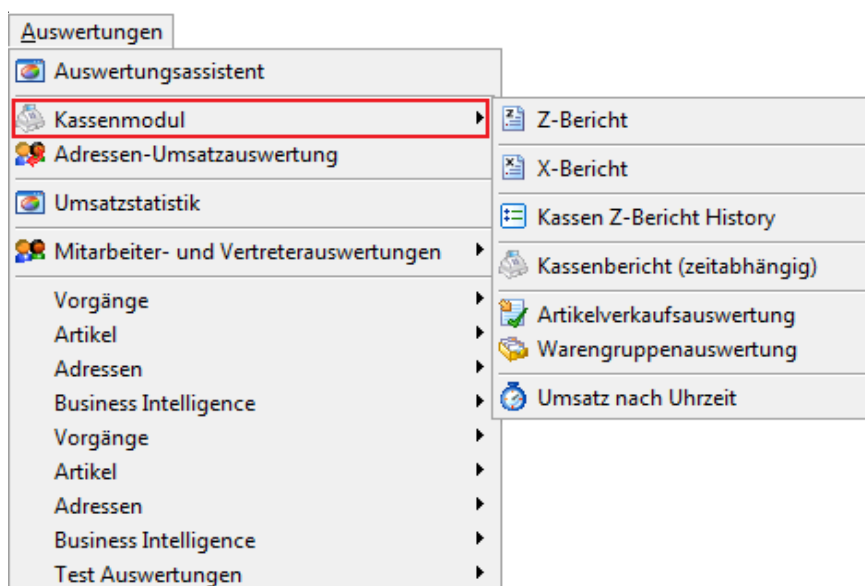 Auswertungen
Auswertungsassistent
Kassenmodul
Adressen-Umsatzauswertung
Umsatzstatistik
Mitarbeiter- und Vertreterauswertungen
Vorgänge
Artikel
Adressen
Business Intelligence
Vorgänge
Artikel
Adressen
Business Intelligence
Test Auswertungen
Z-Bericht
X-Bericht
Kassen Z-Bericht History
Kassenbericht (zeitabhängig)
Artikelverkaufsauswertung
Warengruppenauswertung
Umsatz nach Uhrzeit